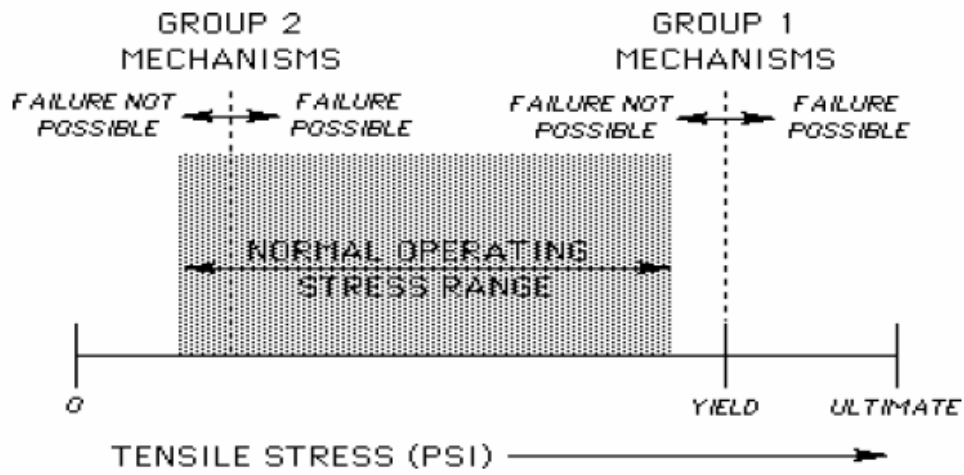 GROUP 2
MECHANISMS
GROUP 1
MECHANISMS
FAILURE NOT
POSSIBLE
FAILURE
POSSIBLE
FAILURE NOT
POSSIBLE
FAILURE
POSSIBLE
NORMAL OPERATING
STRESS RANGE
0
YIELD
ULTIMATE
TENSILE STRESS (PSI)